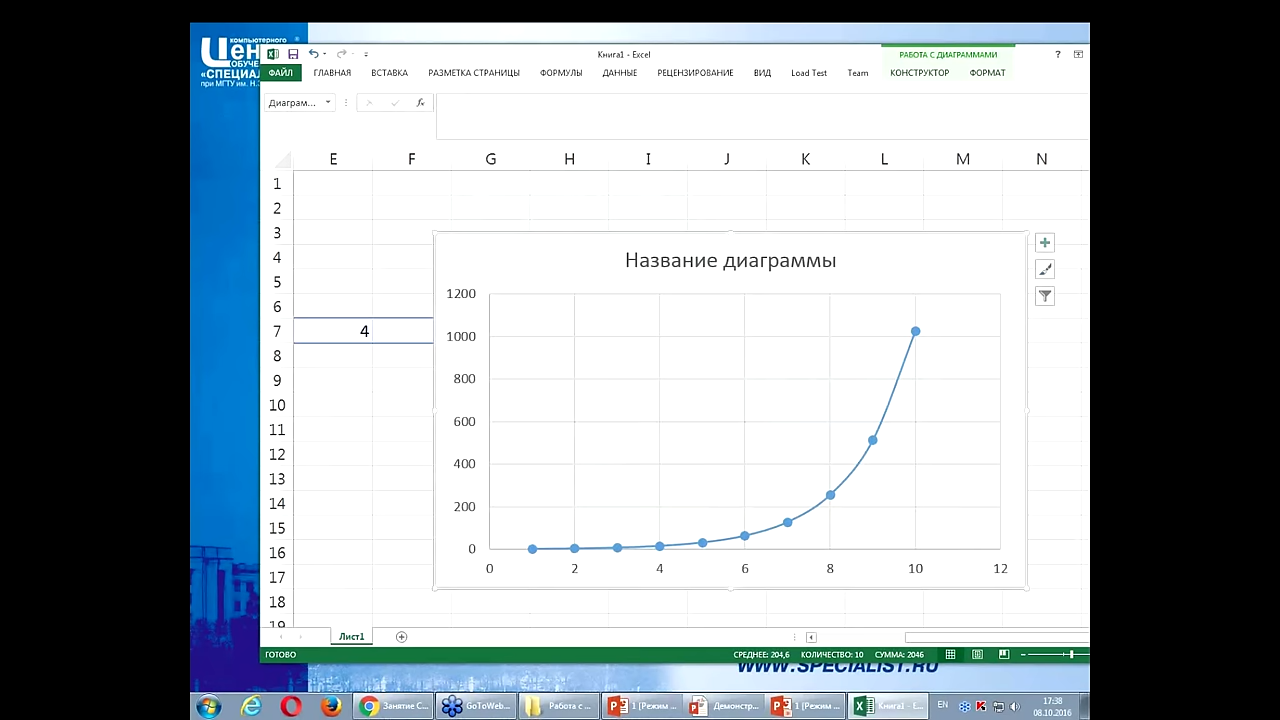 компьютерного
Цен
ОБУЧЕ
«СПЕЦИАЛ
при МГТУ им. Н.Э
Книга1 - Excel
РАБОТА С ДИАГРАММАМИ
?
ФАЙЛ ГЛАВНАЯ ВСТАВКА РАЗМЕТКА СТРАНИЦЫ ФОРМУЛЫ ДАННЫЕ РЕЦЕНЗИРОВАНИЕ ВИД Load Test Team КОНСТРУКТОР ФОРМАТ
Диаграм... fx
E F G H I J K L M N
1
2
3
4
5
6
7 4
8
9
10
11
12
13
14
15
16
17
18
19
Название диаграммы
1200
1000
800
600
400
200
0
0 2 4 6 8 10 12
Лист1
ГОТОВО СРЕДНЕЕ: 204,6 КОЛИЧЕСТВО: 10 СУММА: 2046
WWW.SPECIALIST.RU
Занятие С... GoToWeb... Работа с ... 1 [Режим ... Демонстр... 1 [Режим ... Книга1 - E... EN 17:38
08.10.2016